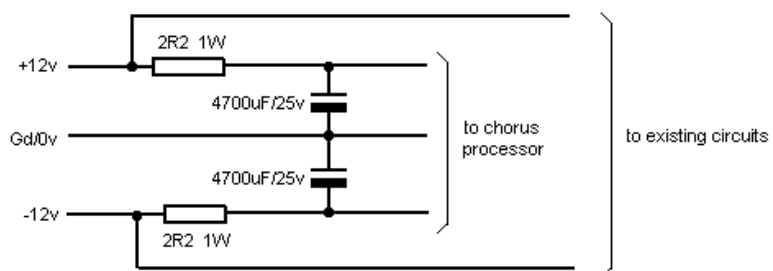 2R2 1W
+12v
4700uF/25v
Gd/0v
to chorus
processor
to existing circuits
4700uF/25v
-12v
2R2 1W